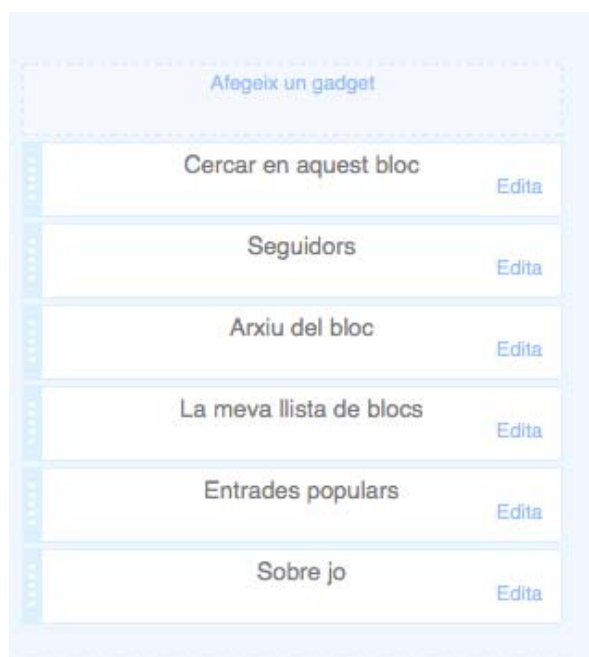 Afegeix un gadget
Cercar en aquest bloc
Edita
Seguidors
Edita
Arxiu del bloc
Edita
La meva llista de blocs
Edita
Entrades populars
Edita
Sobre jo
Edita